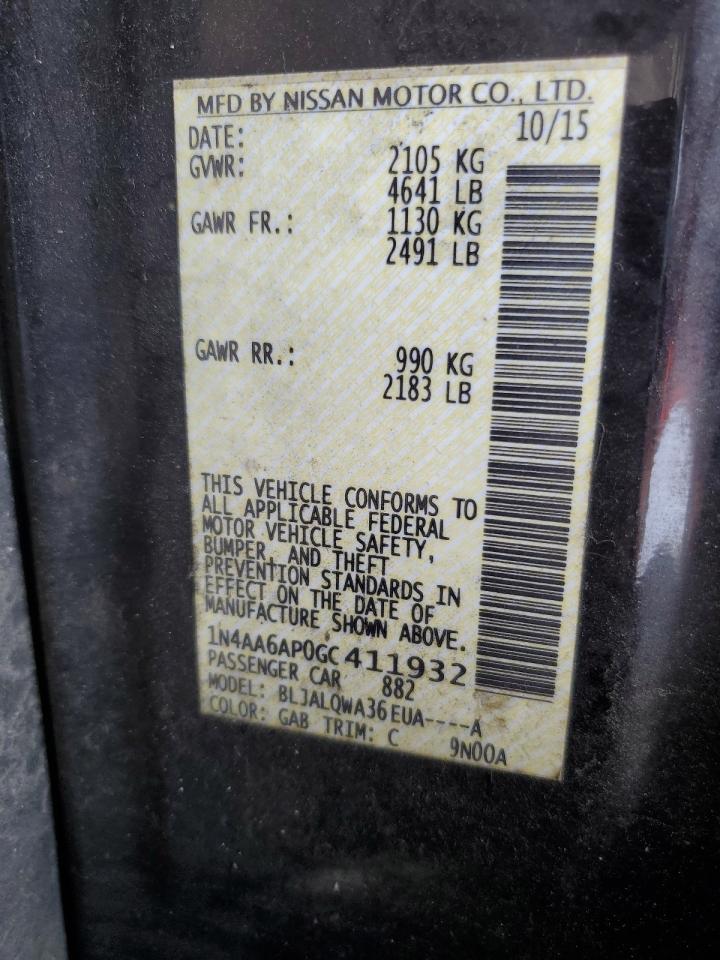 MFD BY NISSAN MOTOR CO., LTD.
DATE: 10/15
GVWR: 2105 KG
4641 LB
GAWR FR.: 1130 KG
2491 LB
GAWR RR.: 990 KG
2183 LB
THIS VEHICLE CONFORMS TO
ALL APPLICABLE FEDERAL
MOTOR VEHICLE SAFETY,
BUMPER, AND THEFT
PREVENTION STANDARDS IN
EFFECT ON THE DATE OF
MANUFACTURE SHOWN ABOVE.
1N4AA6AP0GC411932
PASSENGER CAR 882
MODEL: BLJALQWA36EUA----A
COLOR: GAB TRIM: C 9N00A